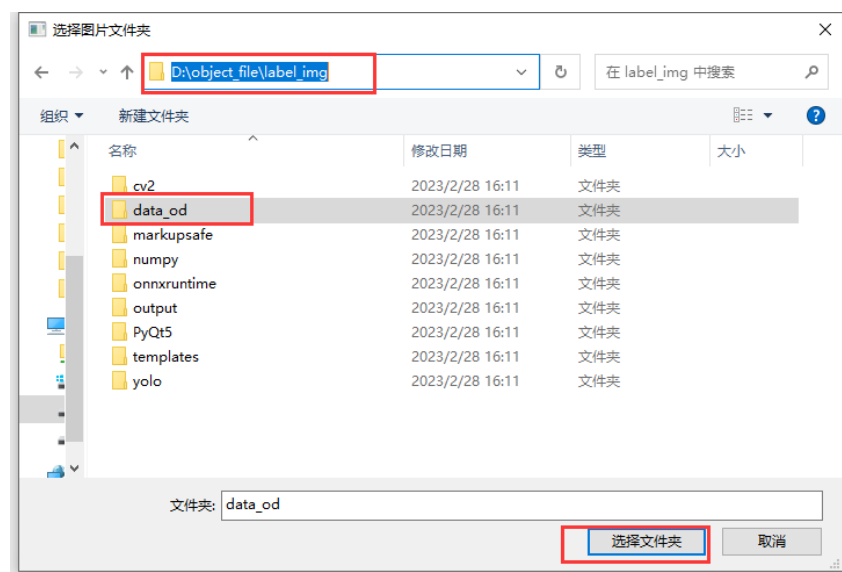 选择图片文件夹
D:\object_file\label_img
在 label_img 中搜索
组织 新建文件夹
名称 修改日期 类型 大小
cv2 2023/2/28 16:11 文件夹
data_od 2023/2/28 16:11 文件夹
markupsafe 2023/2/28 16:11 文件夹
numpy 2023/2/28 16:11 文件夹
onnxruntime 2023/2/28 16:11 文件夹
output 2023/2/28 16:11 文件夹
PyQt5 2023/2/28 16:11 文件夹
templates 2023/2/28 16:11 文件夹
yolo 2023/2/28 16:11 文件夹
文件夹: data_od
选择文件夹 取消